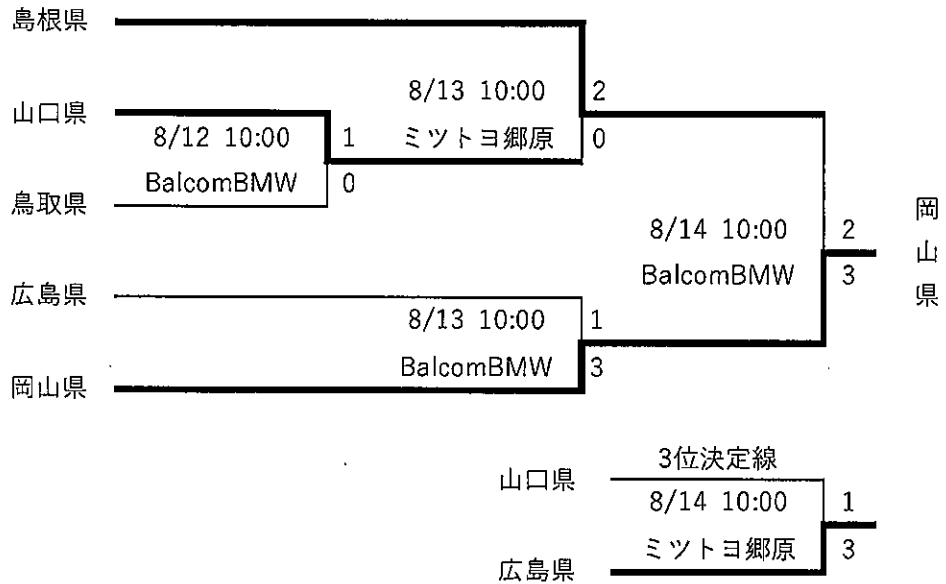 島根県
8/13 10:00 2
山口県
8/12 10:00 1 ミツトヨ郷原 0
BalcomBMW 0
鳥取県
8/14 10:00 2
岡山県
BalcomBMW 3
広島県
8/13 10:00 1
BalcomBMW 3
岡山県
3位決定線
山口県
8/14 10:00 1
ミツトヨ郷原 3
広島県